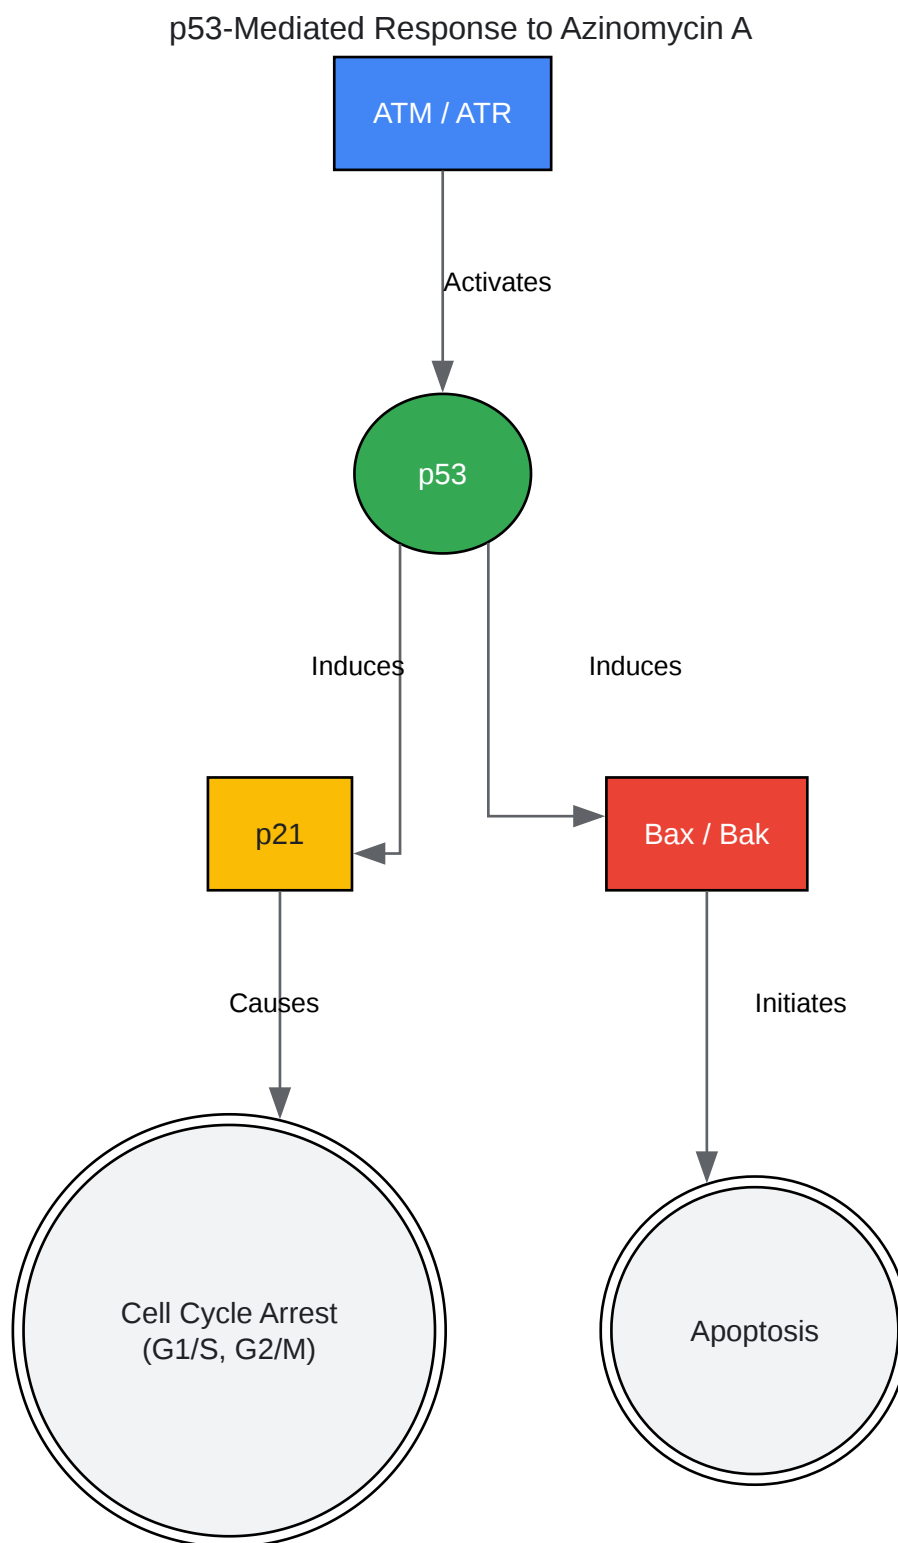 p53-Mediated Response to Azinomycin A
ATM / ATR
Activates
p53
Induces
Induces
p21
Bax / Bak
Causes
Initiates
Cell Cycle Arrest
(G1/S, G2/M)
Apoptosis